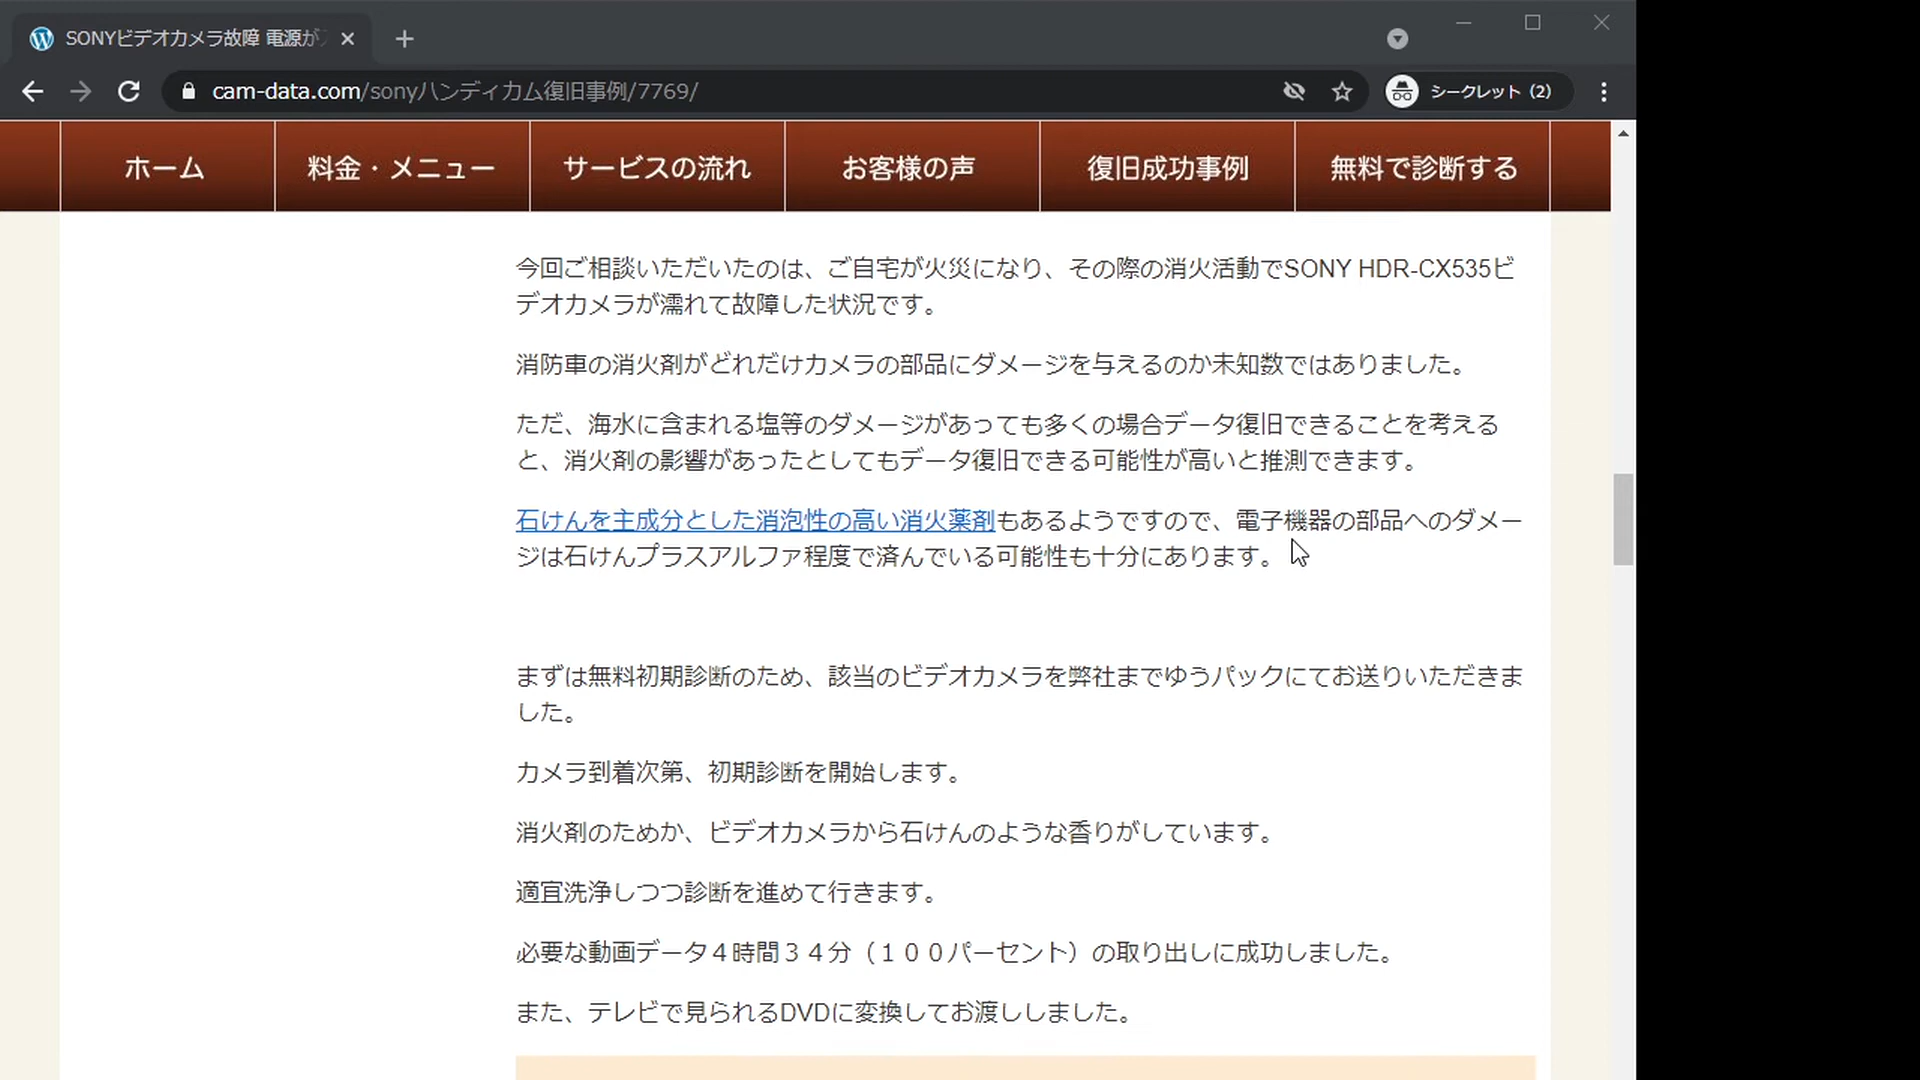 SONYビデオカメラ故障 電源が
cam-data.com/sonyハンディカム復旧事例/7769/
シークレット (2)
ホーム 料金・メニュー サービスの流れ お客様の声 復旧成功事例 無料で診断する
今回ご相談いただいたのは、ご自宅が火災になり、その際の消火活動でSONY HDR-CX535ビ
デオカメラが濡れて故障した状況です。
消防車の消火剤がどれだけカメラの部品にダメージを与えるのか未知数ではありました。
ただ、海水に含まれる塩等のダメージがあっても多くの場合データ復旧できることを考える
と、消火剤の影響があったとしてもデータ復旧できる可能性が高いと推測できます。
石けんを主成分とした消泡性の高い消火薬剤もあるようですので、電子機器の部品へのダメー
ジは石けんプラスアルファ程度で済んでいる可能性も十分にあります。
まずは無料初期診断のため、該当のビデオカメラを弊社までゆうパックにてお送りいただきま
した。
カメラ到着次第、初期診断を開始します。
消火剤のためか、ビデオカメラから石けんのような香りがしています。
適宜洗浄しつつ診断を進めて行きます。
必要な動画データ４時間３４分（１００パーセント）の取り出しに成功しました。
また、テレビで見られるDVDに変換してお渡ししました。